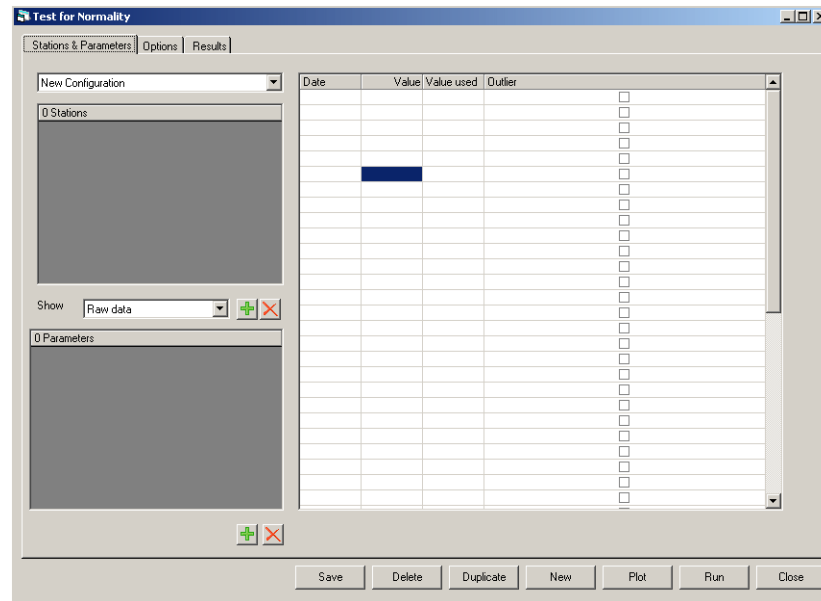 Test for Normality
Stations & Parameters Options Results
New Configuration
Date Value Value used Outlier
0 Stations
Show Raw data
0 Parameters
Save Delete Duplicate New Plot Run Close